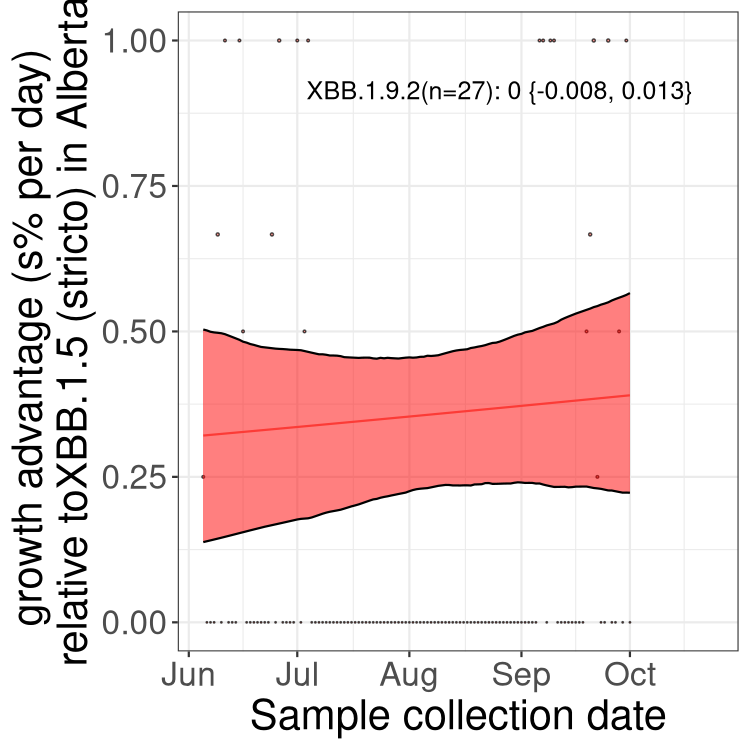 growth advantage (s% per day)
relative toXBB.1.5 (stricto) in Alberta
1.00
0.75
0.50
0.25
0.00
XBB.1.9.2(n=27): 0 {-0.008, 0.013}
Jun Jul Aug Sep Oct
Sample collection date